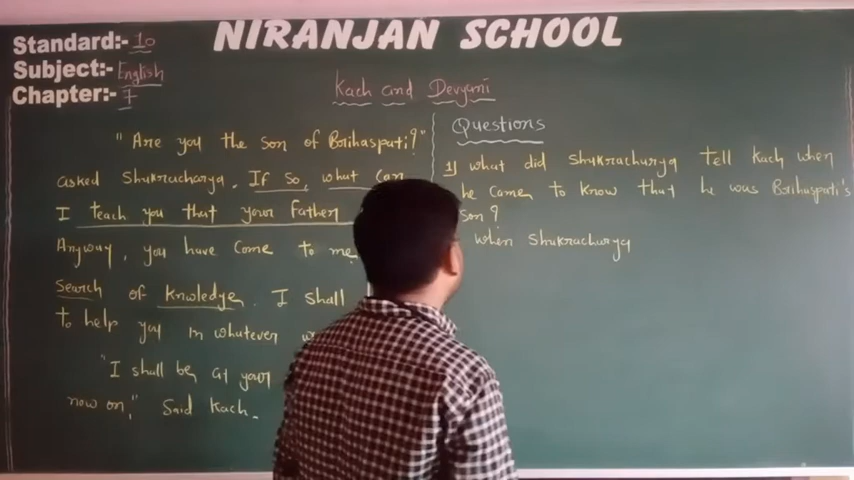 NIRANJAN SCHOOL
Standard:- 10
Subject:- English
Chapter:- 7
Kach and Devyani
"Are you the son of Brihaspati?"
asked Shukracharya. If so, what can
I teach you that your Father
Anyway, you have come to me
Search of knwledge. I shall
to help you in whatever
"I shall be at your
now on," Said Kach.
Questions
1) what did Shukracharya tell Kach when
he came to know that he was Brihaspati's
son?
when Shukracharya